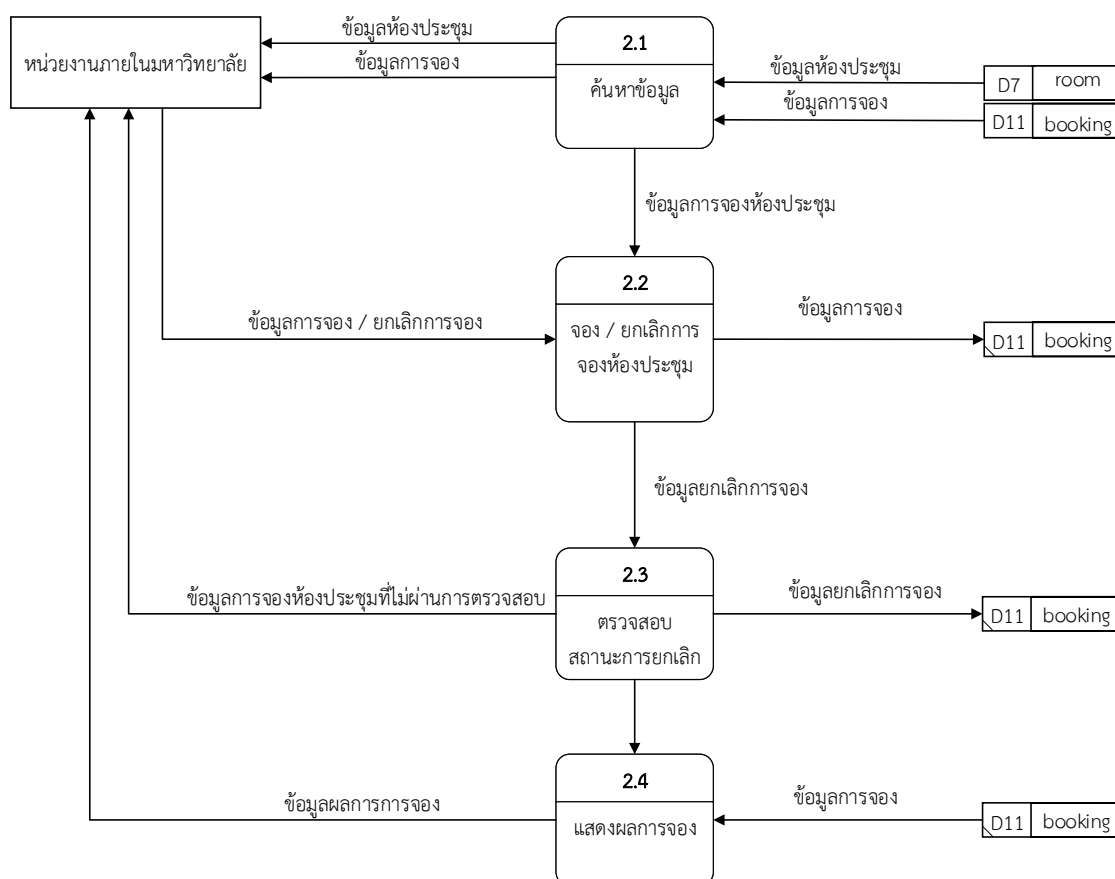 หน่วยงานภายในมหาวิทยาลัย
ข้อมูลห้องประชุม
ข้อมูลการจอง
2.1
ค้นหาข้อมูล
ข้อมูลห้องประชุม
D7 room
ข้อมูลการจอง
D11 booking
ข้อมูลการจองห้องประชุม
2.2
จอง / ยกเลิกการ
จองห้องประชุม
ข้อมูลการจอง / ยกเลิกการจอง
ข้อมูลการจอง
D11 booking
ข้อมูลยกเลิกการจอง
2.3
ตรวจสอบ
สถานะการยกเลิก
ข้อมูลการจองห้องประชุมที่ไม่ผ่านการตรวจสอบ
ข้อมูลยกเลิกการจอง
D11 booking
2.4
แสดงผลการจอง
ข้อมูลผลการการจอง
ข้อมูลการจอง
D11 booking